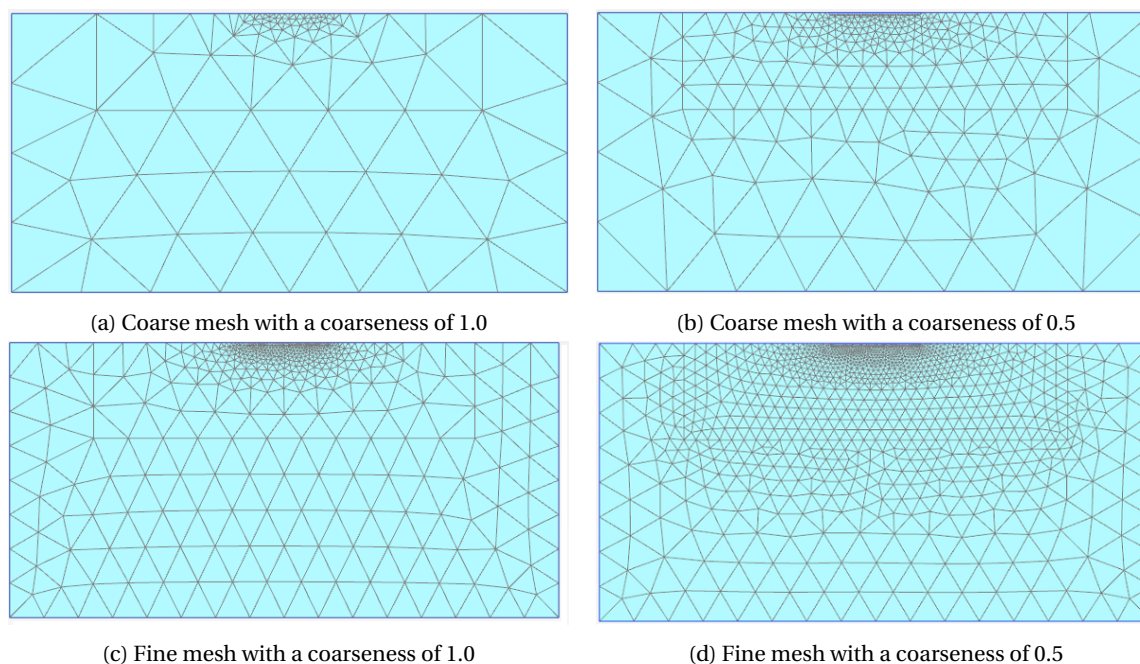 (a) Coarse mesh with a coarseness of 1.0
(b) Coarse mesh with a coarseness of 0.5
(c) Fine mesh with a coarseness of 1.0
(d) Fine mesh with a coarseness of 0.5